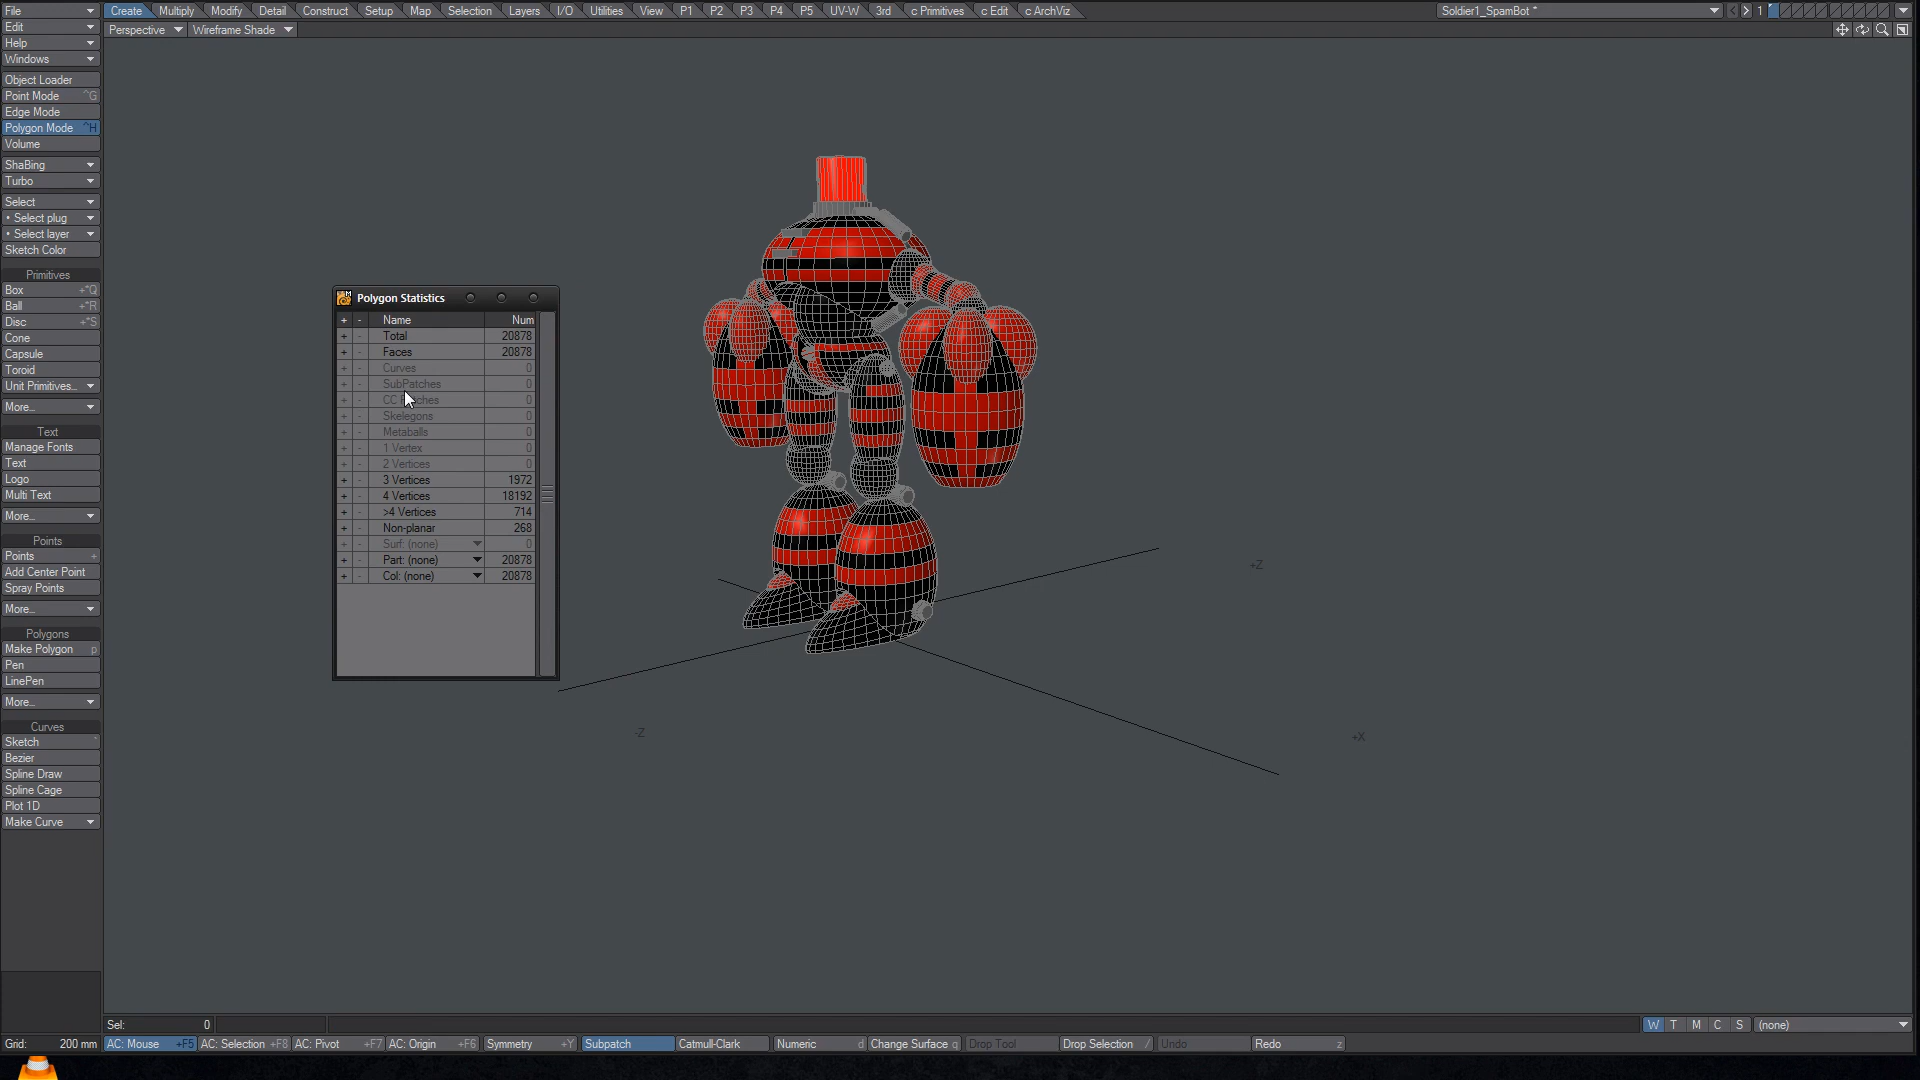 File Create Multiply Modify Detail Construct Setup Map Selection Layers I/O Utilities View P1 P2 P3 P4 P5 UV-W 3rd c Primitives c Edit c ArchViz Soldier1_SpamBot * 1
Edit Perspective Wireframe Shade
Help
Windows
Object Loader
Point Mode ^G
Edge Mode
Polygon Mode ^H
Volume
ShaBing
Turbo
Select
• Select plug
• Select layer
Sketch Color
Primitives
Box +^Q
Ball +^R
Disc +^S
Cone
Capsule
Toroid
Unit Primitives...
More...
Text
Manage Fonts
Text
Logo
Multi Text
More...
Points
Points +
Add Center Point
Spray Points
More...
Polygons
Make Polygon p
Pen
LinePen
More...
Curves
Sketch
Bezier
Spline Draw
Spline Cage
Plot 1D
Make Curve
Polygon Statistics
+ - Name Num
+ - Total 20878
+ - Faces 20878
+ - Curves 0
+ - SubPatches 0
+ - CC 0
+ - Skelegons 0
+ - Metaballs 0
+ - 1 Vertex 0
+ - 2 Vertices 0
+ - 3 Vertices 1972
+ - 4 Vertices 18192
+ - >4 Vertices 714
+ - Non-planar 268
+ - Surf: (none) 0
+ - Part: (none) 20878
+ - Col: (none) 20878
+Z
-Z
+X
Sel: 0 W T M C S (none)
Grid: 200 mm AC: Mouse +F5 AC: Selection +F8 AC: Pivot +F7 AC: Origin +F6 Symmetry +Y Subpatch Catmull-Clark Numeric d Change Surface q Drop Tool Drop Selection / Undo Redo z